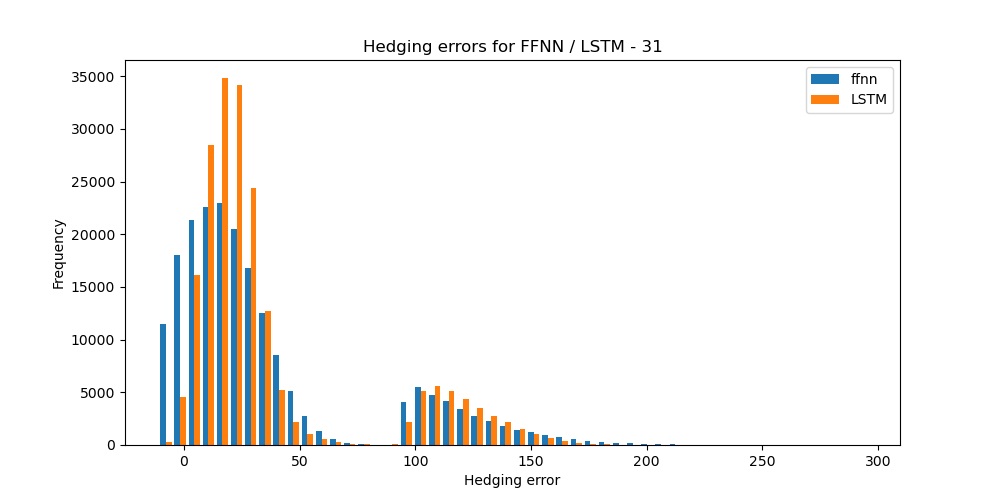 Hedging errors for FFNN / LSTM - 31
ffnn
LSTM
35000
30000
25000
20000
15000
10000
5000
0
Frequency
0 50 100 150 200 250 300
Hedging error